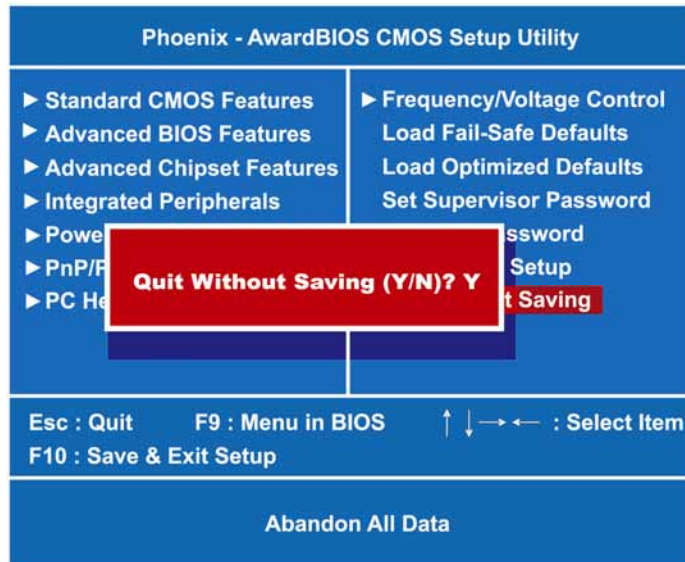 Phoenix - AwardBIOS CMOS Setup Utility
► Standard CMOS Features
► Advanced BIOS Features
► Advanced Chipset Features
► Integrated Peripherals
► Powe
► PnP/P
► PC He
► Frequency/Voltage Control
Load Fail-Safe Defaults
Load Optimized Defaults
Set Supervisor Password
ssword
Setup
t Saving
Quit Without Saving (Y/N)? Y
Esc : Quit F9 : Menu in BIOS ↑ ↓ → ← : Select Item
F10 : Save & Exit Setup
Abandon All Data